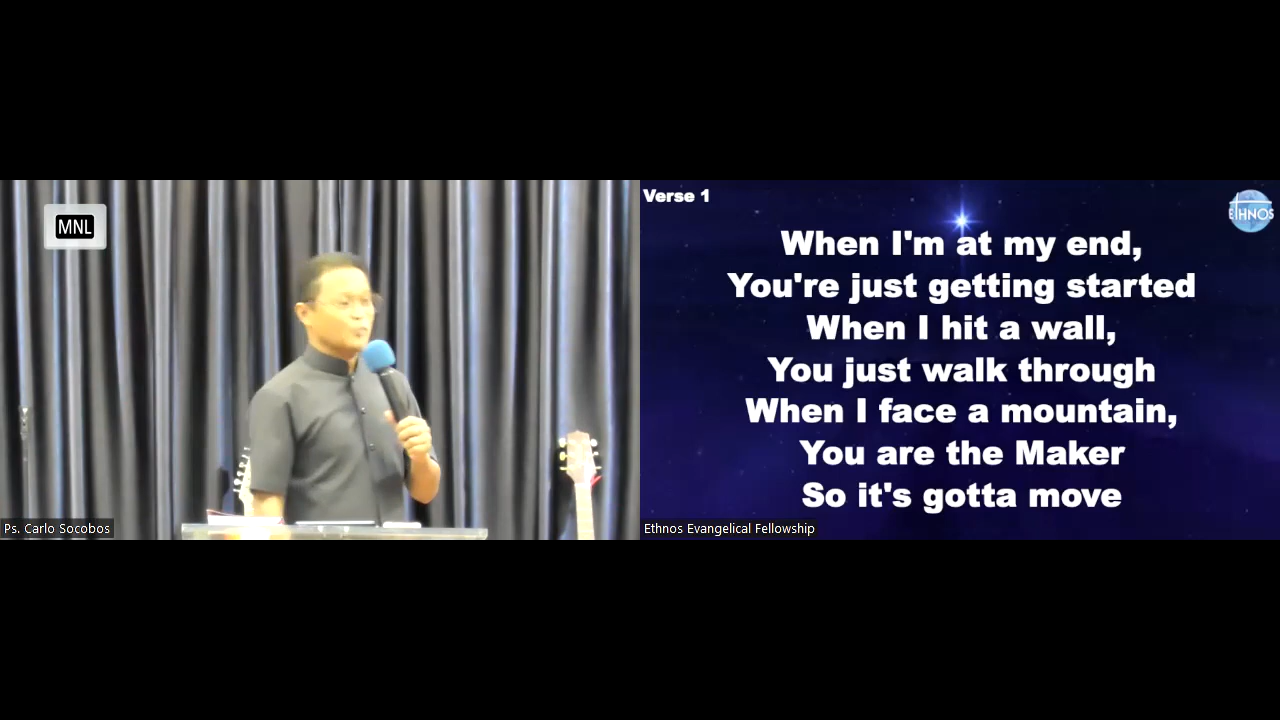 MNL
Ps. Carlo Socobos
Verse 1
ETHNOS
When I'm at my end,
You're just getting started
When I hit a wall,
You just walk through
When I face a mountain,
You are the Maker
So it's gotta move
Ethnos Evangelical Fellowship